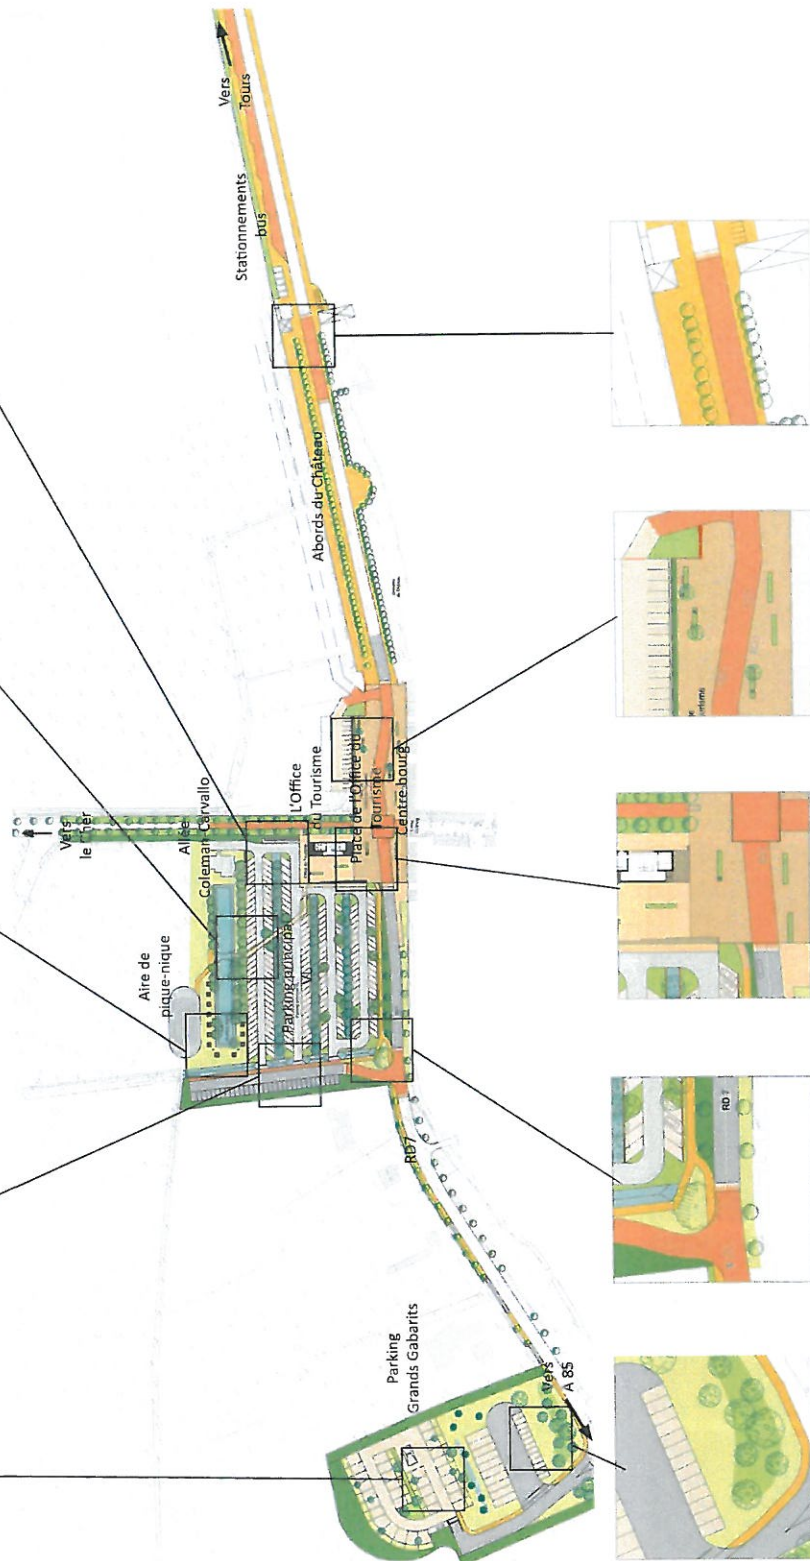 Vers
Tours
Stationnements
bus
Abords du Château
Vers
le Cher
Allée
Coleman-Carvallo
L'Office
du Tourisme
Place de l'Office du
Tourisme
Centre bourg
Aire de
pique-nique
Parking principal
VL
RD7
Parking
Grands Gabarits
Vers
A 85
RD 7